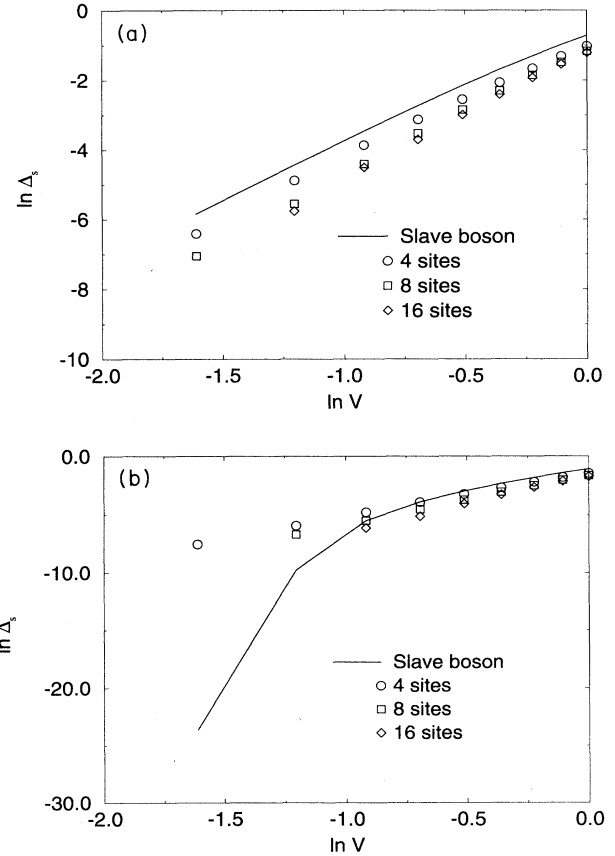 (a)
0
-2
-4
-6
-8
-10
ln Δs
Slave boson
4 sites
8 sites
16 sites
-2.0 -1.5 -1.0 -0.5 0.0
ln V
(b)
0.0
-10.0
-20.0
-30.0
ln Δs
Slave boson
4 sites
8 sites
16 sites
-2.0 -1.5 -1.0 -0.5 0.0
ln V